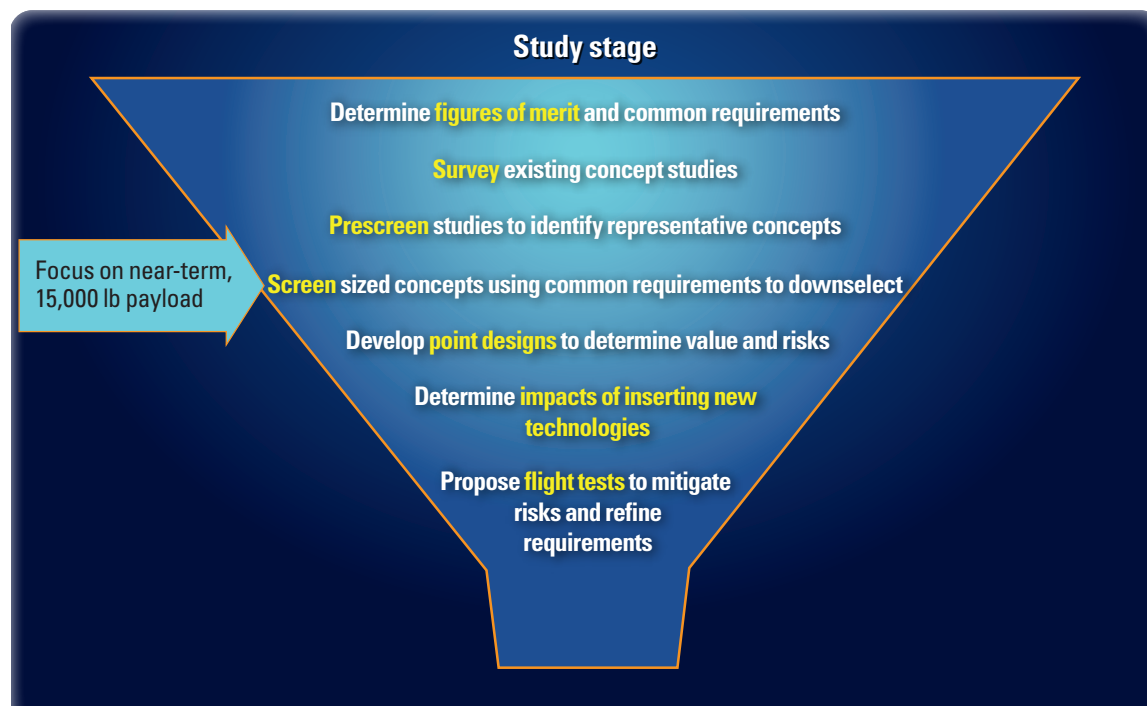 Study stage
Determine figures of merit and common requirements
Survey existing concept studies
Prescreen studies to identify representative concepts
Focus on near-term,
15,000 lb payload
Screen sized concepts using common requirements to downselect
Develop point designs to determine value and risks
Determine impacts of inserting new
technologies
Propose flight tests to mitigate
risks and refine
requirements